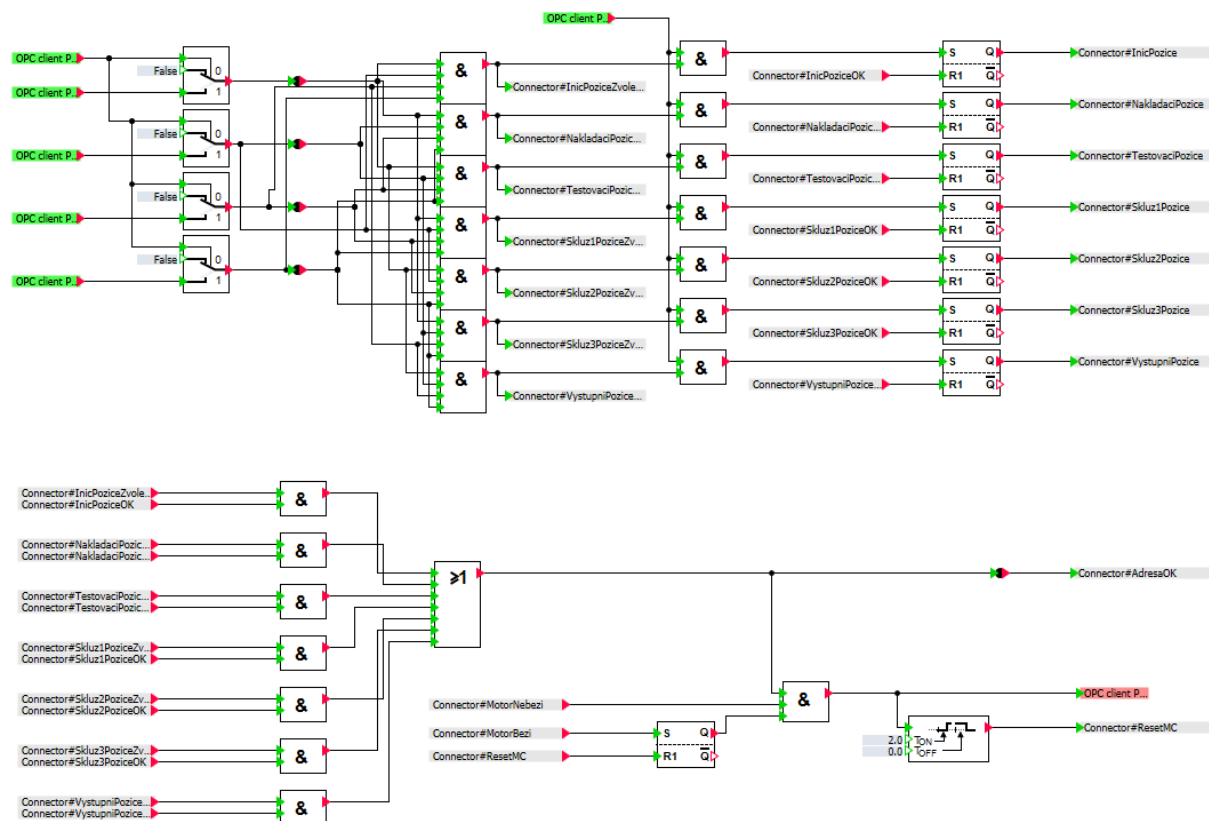 OPC client P...
OPC client P...
False
0
1
OPC client P...
False
0
1
OPC client P...
False
0
1
OPC client P...
False
0
1
OPC client P...
&
Connector#InicPoziceZvole...
&
Connector#NakladaciPozic...
&
Connector#TestovaciPozic...
&
Connector#Skluz1PoziceZv...
&
Connector#Skluz2PoziceZv...
&
Connector#Skluz3PoziceZv...
&
Connector#VystupniPozice...
OPC client P...
& S Q Connector#InicPozice
Connector#InicPoziceOK R1 Q
& S Q Connector#NakladaciPozice
Connector#NakladaciPozic... R1 Q
& S Q Connector#TestovaciPozice
Connector#TestovaciPozic... R1 Q
& S Q Connector#Skluz1Pozice
Connector#Skluz1PoziceOK R1 Q
& S Q Connector#Skluz2Pozice
Connector#Skluz2PoziceOK R1 Q
& S Q Connector#Skluz3Pozice
Connector#Skluz3PoziceOK R1 Q
& S Q Connector#VystupniPozice
Connector#VystupniPozice... R1 Q
Connector#InicPoziceZvole...
Connector#InicPoziceOK
&
Connector#NakladaciPozic...
Connector#NakladaciPozic...
&
Connector#TestovaciPozic...
Connector#TestovaciPozic...
&
Connector#Skluz1PoziceZv...
Connector#Skluz1PoziceOK
&
Connector#Skluz2PoziceZv...
Connector#Skluz2PoziceOK
&
Connector#Skluz3PoziceZv...
Connector#Skluz3PoziceOK
&
Connector#VystupniPozice...
Connector#VystupniPozice...
&
≥1
Connector#AdresaOK
Connector#MotorNebezi
Connector#MotorBezi
Connector#ResetMC
S Q
R1 Q
&
OPC client P...
2.0 TON
0.0 TOFF
Connector#ResetMC